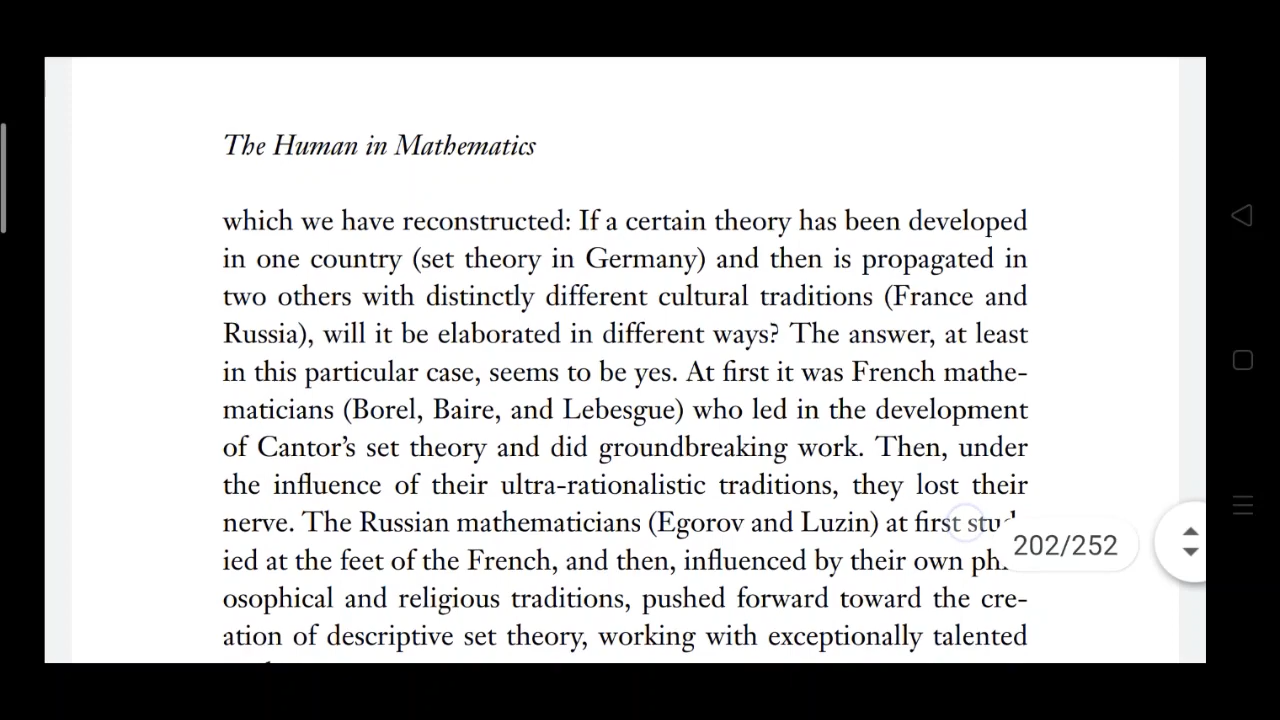 The Human in Mathematics
which we have reconstructed: If a certain theory has been developed
in one country (set theory in Germany) and then is propagated in
two others with distinctly different cultural traditions (France and
Russia), will it be elaborated in different ways? The answer, at least
in this particular case, seems to be yes. At first it was French mathe-
maticians (Borel, Baire, and Lebesgue) who led in the development
of Cantor's set theory and did groundbreaking work. Then, under
the influence of their ultra-rationalistic traditions, they lost their
nerve. The Russian mathematicians (Egorov and Luzin) at first
202/252
ied at the feet of the French, and then, influenced by their own
osophical and religious traditions, pushed forward toward the cre-
ation of descriptive set theory, working with exceptionally talented